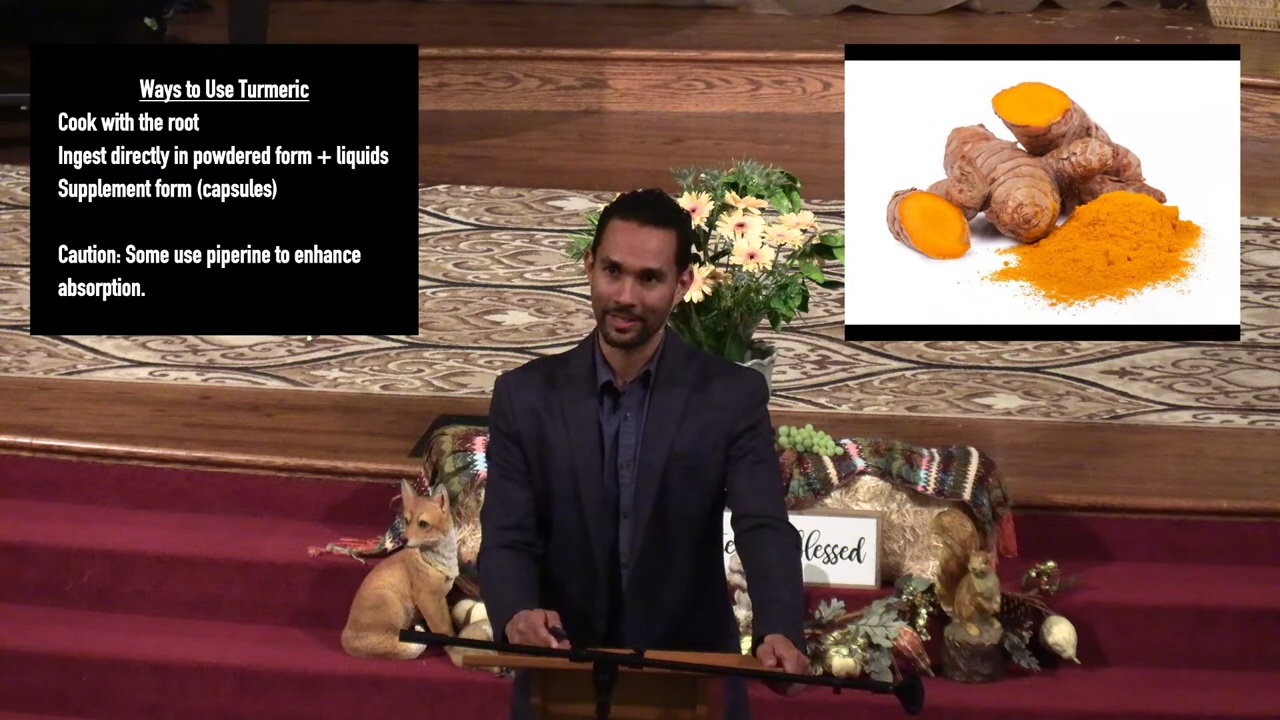 Ways to Use Turmeric
Cook with the root
Ingest directly in powdered form + liquids
Supplement form (capsules)
Caution: Some use piperine to enhance
absorption.